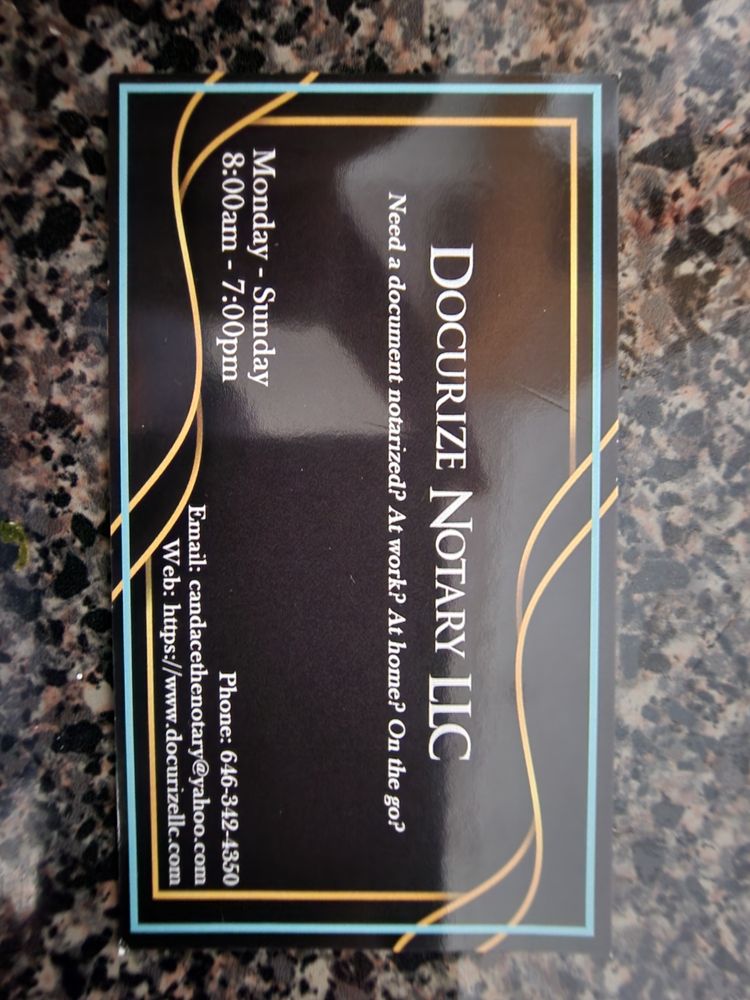 DOCURIZE NOTARY LLC
Need a document notarized? At work? At home? On the go?
Monday - Sunday
8:00am - 7:00pm
Phone: 646-342-4350
Email: candacethenotary@yahoo.com
Web: https://www.docurizellc.com